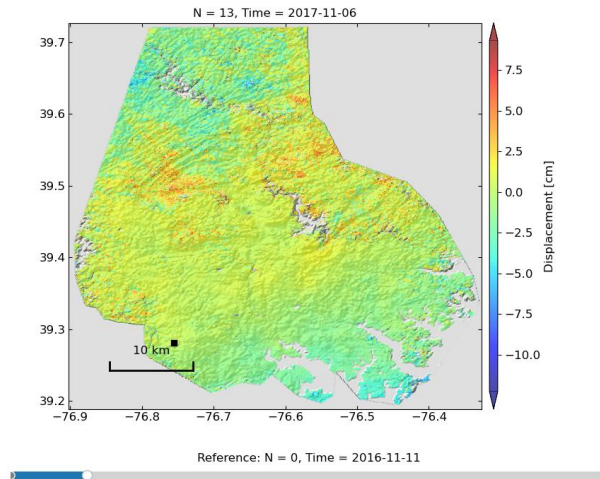 N = 13, Time = 2017-11-06
39.7
39.6
39.5
39.4
39.3
39.2
10 km
−76.9 −76.8 −76.7 −76.6 −76.5 −76.4
7.5
5.0
2.5
0.0
−2.5
−5.0
−7.5
−10.0
Displacement [cm]
Reference: N = 0, Time = 2016-11-11